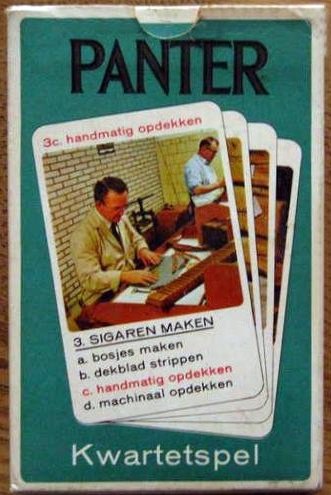 PANTER
3c. handmatig opdekken
3. SIGAREN MAKEN
a. bosjes maken
b. dekblad strippen
c. handmatig opdekken
d. machinaal opdekken
Kwartetspel